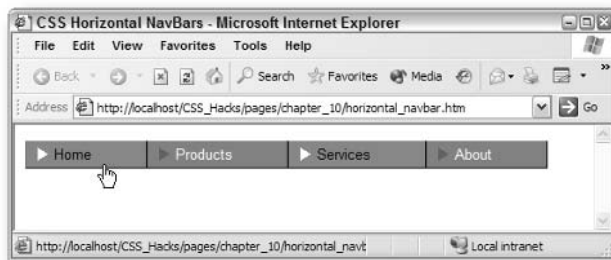 CSS Horizontal NavBars - Microsoft Internet Explorer
File Edit View Favorites Tools Help
Back Search Favorites Media »
Address http://localhost/CSS_Hacks/pages/chapter_10/horizontal_navbar.htm Go
Home Products Services About
http://localhost/CSS_Hacks/pages/chapter_10/horizontal_navb Local intranet